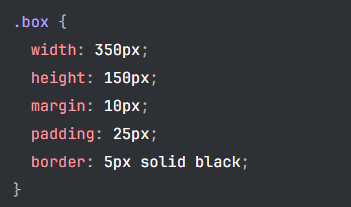 .box {
  width: 350px;
  height: 150px;
  margin: 10px;
  padding: 25px;
  border: 5px solid black;
}